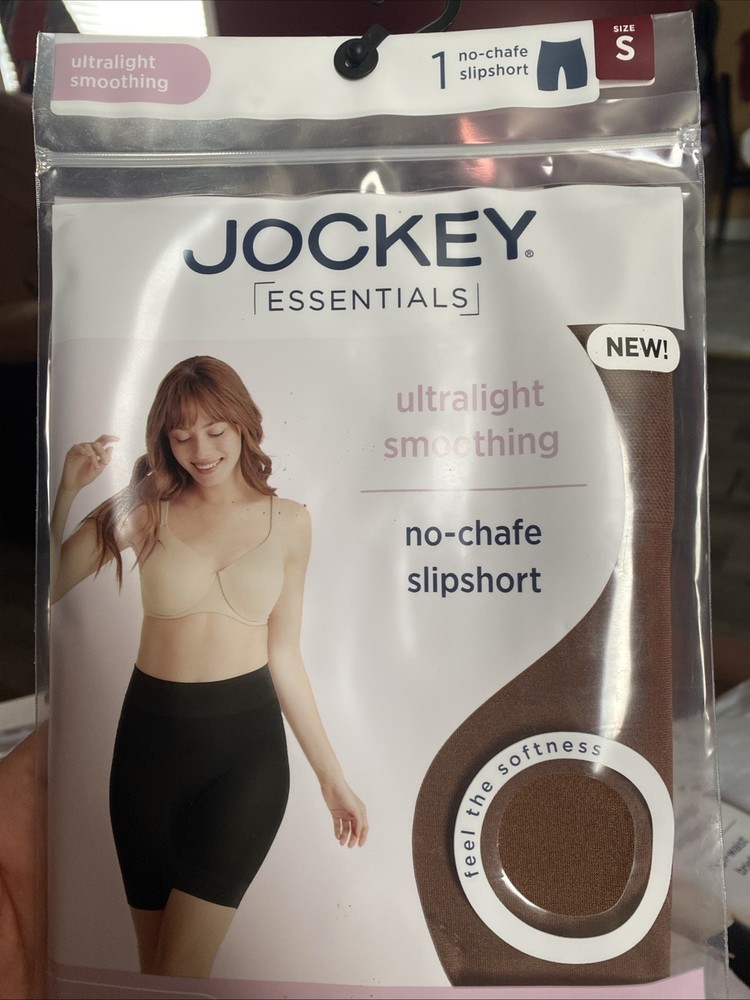 ultralight
smoothing
1 no-chafe
slipshort
SIZE
S
JOCKEY®
ESSENTIALS
NEW!
ultralight
smoothing
no-chafe
slipshort
feel the softness